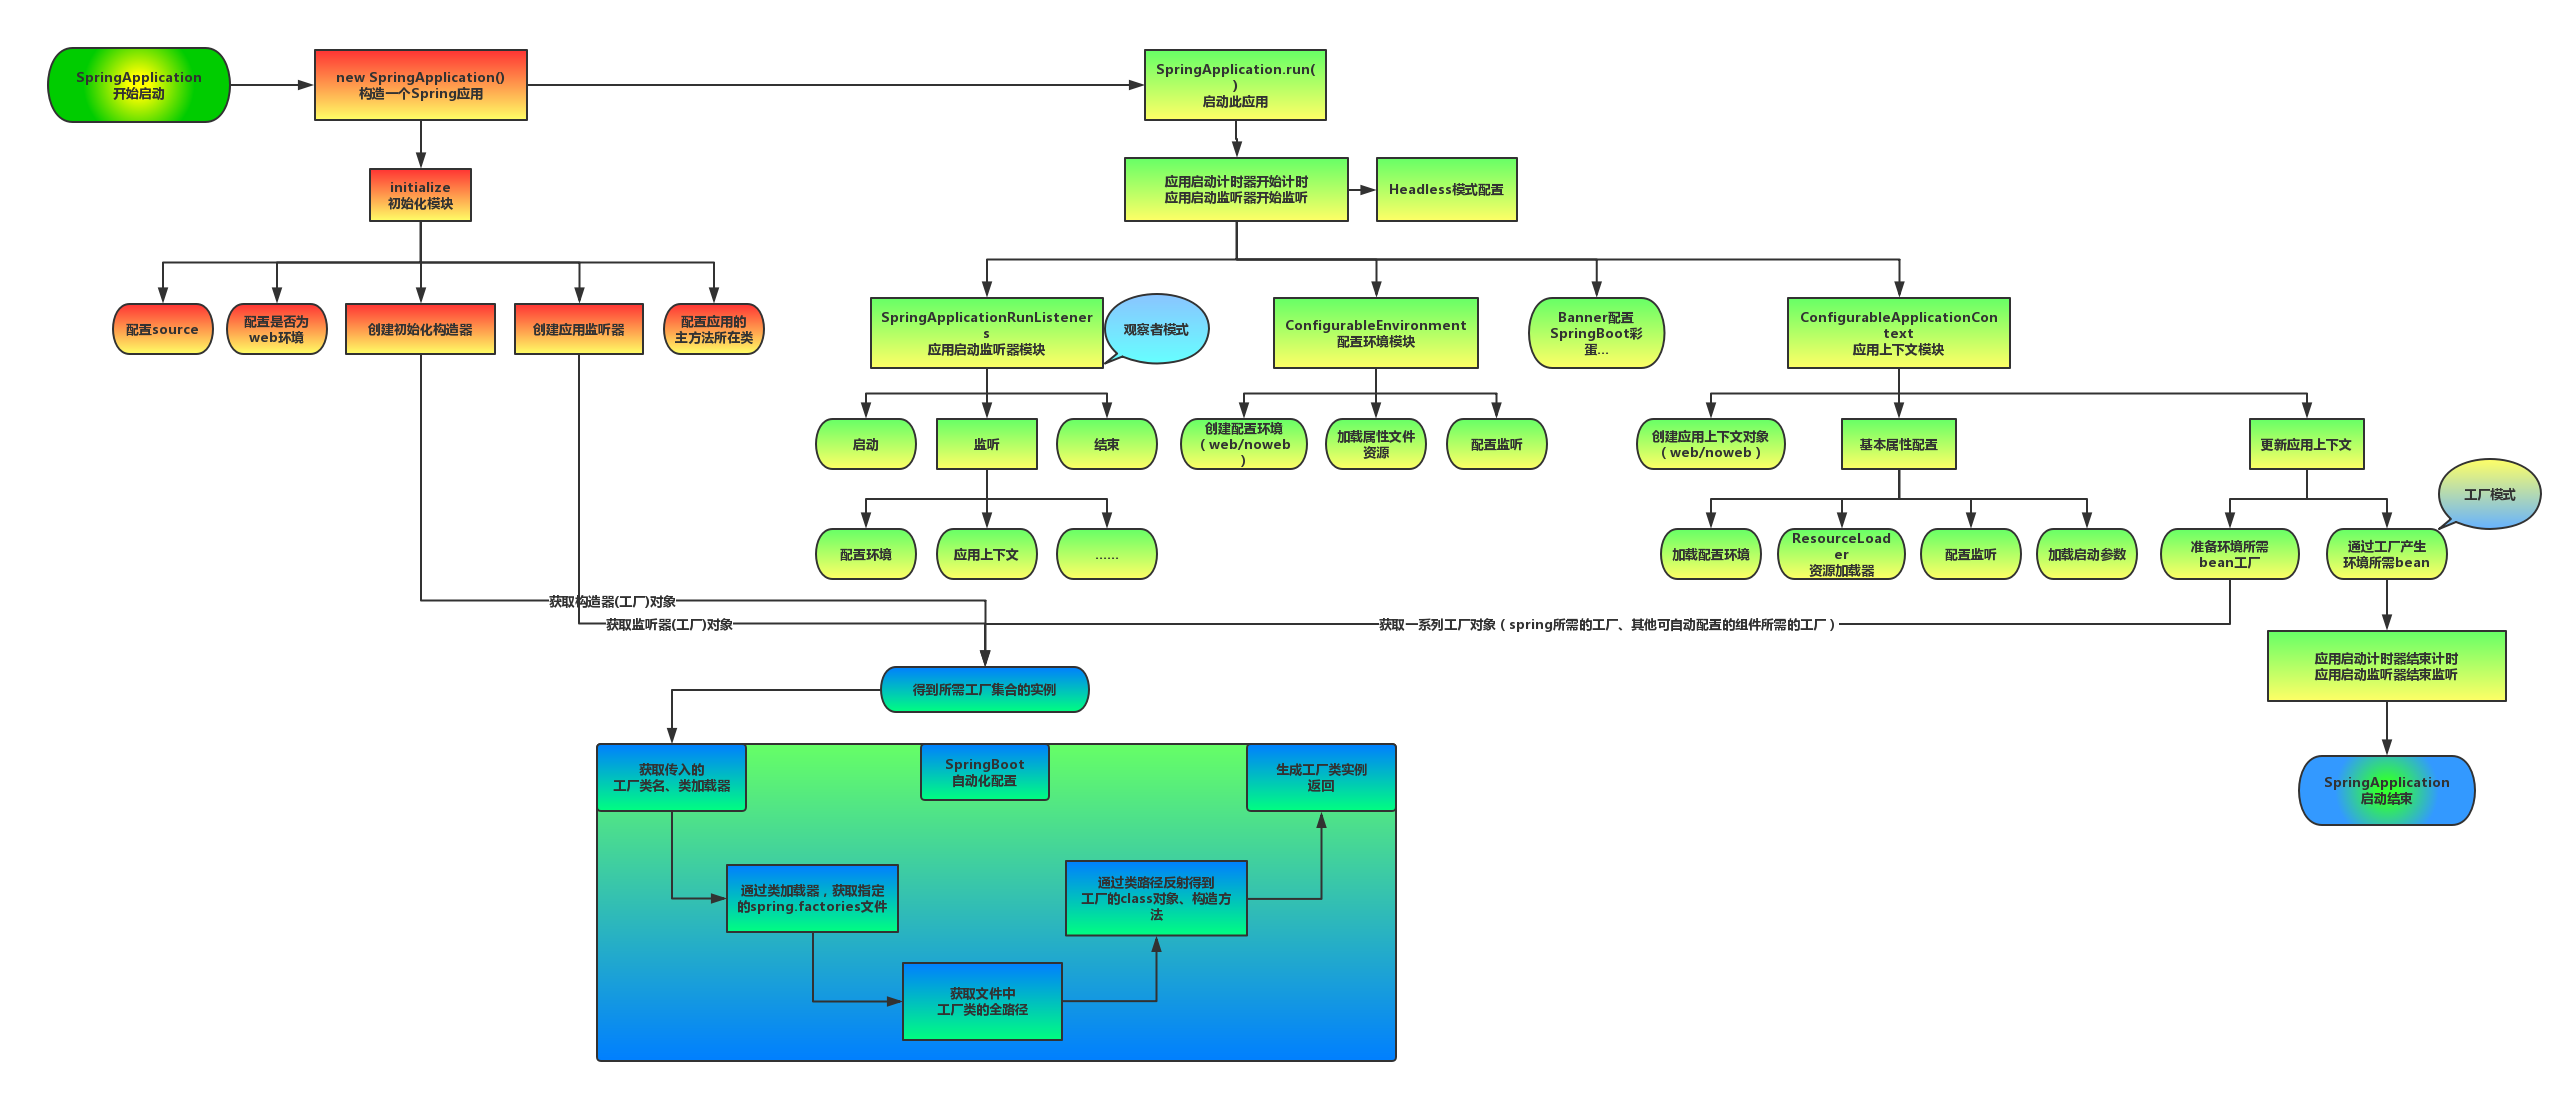 SpringApplication
开始启动
new SpringApplication()
构造一个Spring应用
SpringApplication.run(
)
启动此应用
initialize
初始化模块
应用启动计时器开始计时
应用启动监听器开始监听
Headless模式配置
配置source
配置是否为
web环境
创建初始化构造器
创建应用监听器
配置应用的
主方法所在类
SpringApplicationRunListener
s
应用启动监听器模块
观察者模式
ConfigurableEnvironment
配置环境模块
Banner配置
SpringBoot彩
蛋...
ConfigurableApplicationCon
text
应用上下文模块
启动
监听
结束
创建配置环境
（web/noweb
）
加载属性文件
资源
配置监听
创建应用上下文对象
（web/noweb）
基本属性配置
更新应用上下文
工厂模式
配置环境
应用上下文
......
加载配置环境
ResourceLoad
er
资源加载器
配置监听
加载启动参数
准备环境所需
bean工厂
通过工厂产生
环境所需bean
获取构造器(工厂)对象
获取监听器(工厂)对象
获取一系列工厂对象（spring所需的工厂、其他可自动配置的组件所需的工厂）
应用启动计时器结束计时
应用启动监听器结束监听
得到所需工厂集合的实例
获取传入的
工厂类名、类加载器
SpringBoot
自动化配置
生成工厂类实例
返回
SpringApplication
启动结束
通过类加载器，获取指定
的spring.factories文件
通过类路径反射得到
工厂的class对象、构造方
法
获取文件中
工厂类的全路径